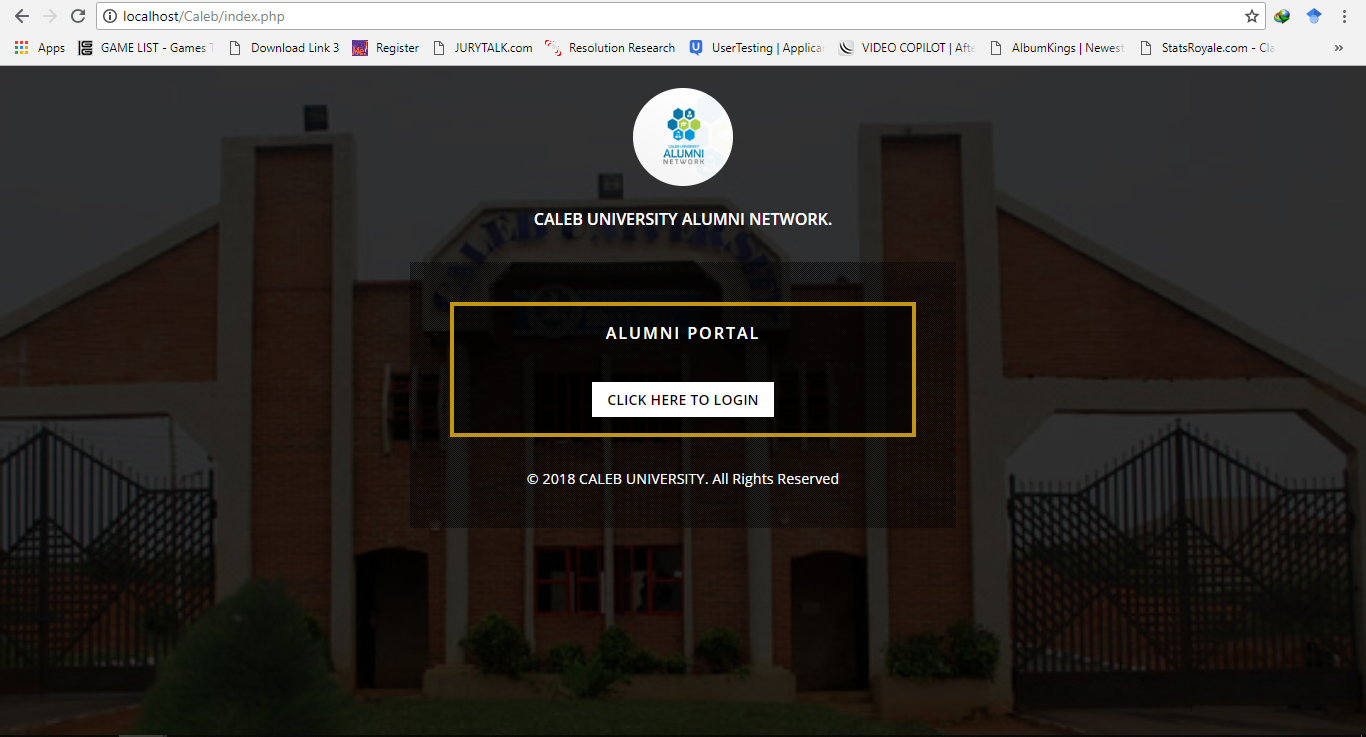 localhost/Caleb/index.php
Apps GAME LIST - Games T Download Link 3 Register JURYTALK.com Resolution Research UserTesting | Applica VIDEO COPILOT | Afte AlbumKings | Newest StatsRoyale.com - Cla »
CALEB UNIVERSITY
ALUMNI
NETWORK
CALEB UNIVERSITY ALUMNI NETWORK.
CALEB UNIVERSITY
ALUMNI PORTAL
CLICK HERE TO LOGIN
© 2018 CALEB UNIVERSITY. All Rights Reserved